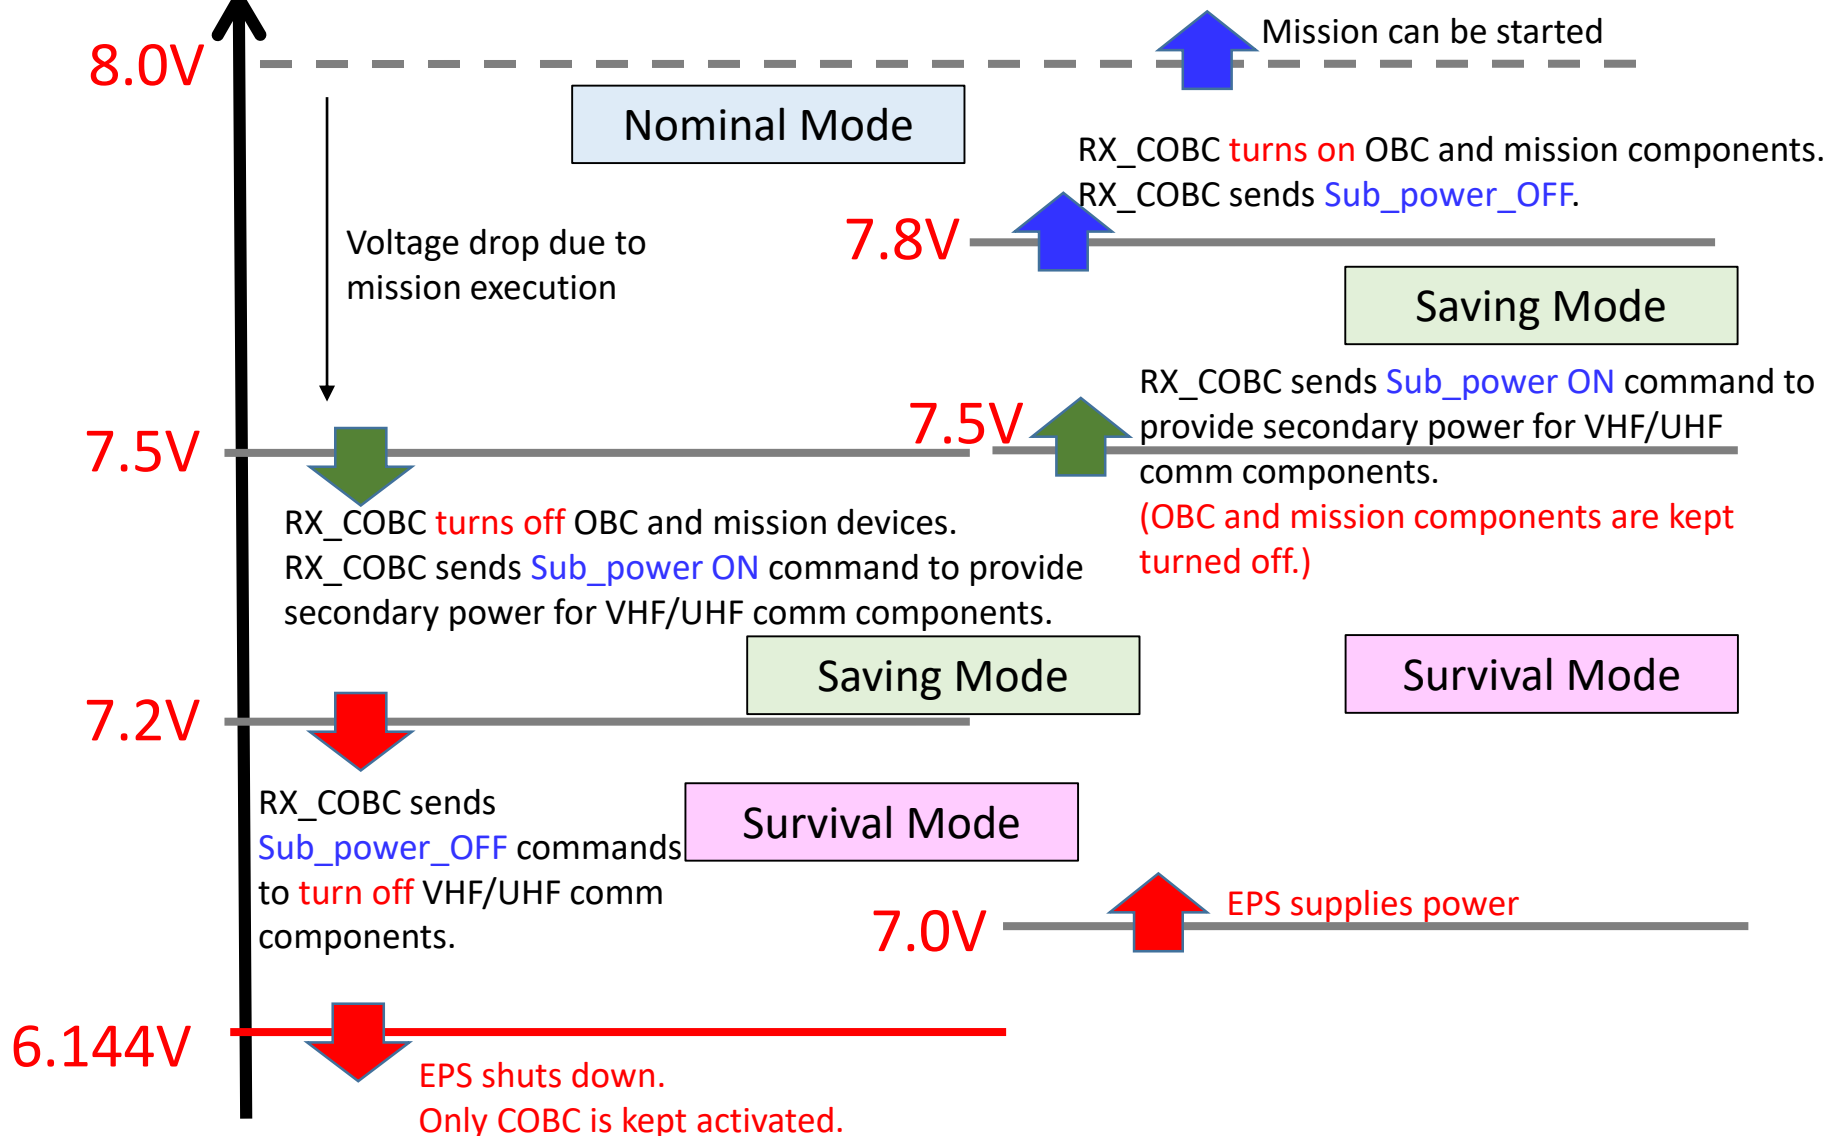 8.0V
Mission can be started
Nominal Mode
RX_COBC turns on OBC and mission components.
RX_COBC sends Sub_power_OFF.
7.8V
Voltage drop due to
mission execution
Saving Mode
7.5V
7.5V
RX_COBC sends Sub_power ON command to
provide secondary power for VHF/UHF
comm components.
(OBC and mission components are kept
turned off.)
RX_COBC turns off OBC and mission devices.
RX_COBC sends Sub_power ON command to provide
secondary power for VHF/UHF comm components.
Saving Mode
Survival Mode
7.2V
RX_COBC sends
Sub_power_OFF commands
to turn off VHF/UHF comm
components.
Survival Mode
7.0V
EPS supplies power
6.144V
EPS shuts down.
Only COBC is kept activated.